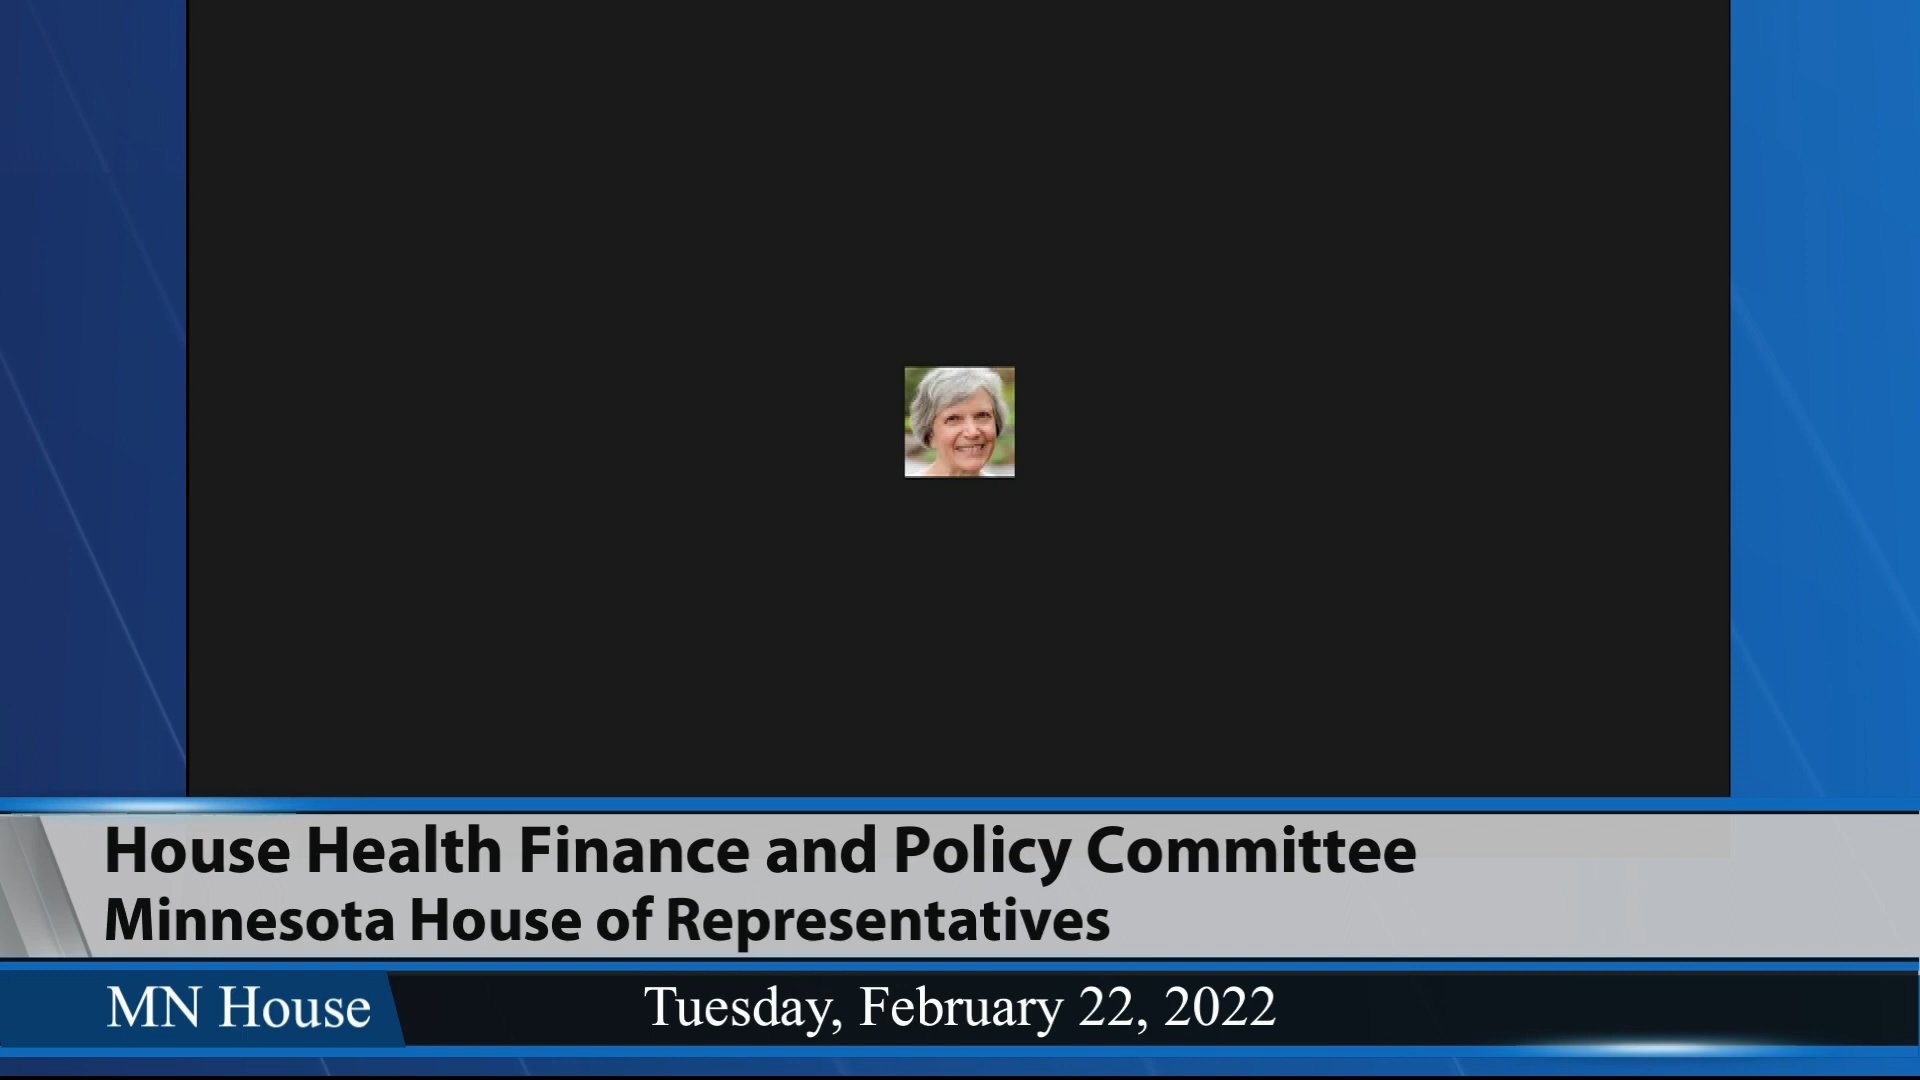 House Health Finance and Policy Committee
Minnesota House of Representatives
MN House
Tuesday, February 22, 2022